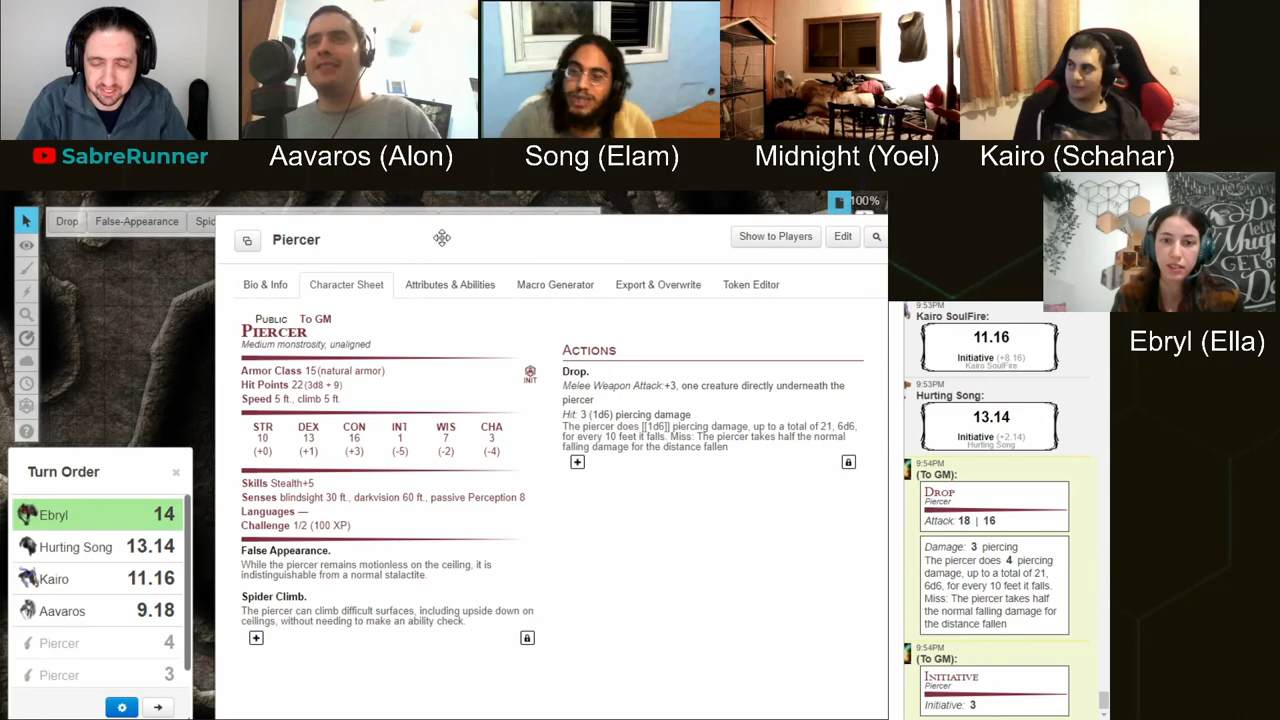 SabreRunner
Aavaros (Alon)
Song (Elam)
Midnight (Yoel)
Kairo (Schahar)
Ebryl (Ella)
Drop
False-Appearance
Spi
100%
Piercer
Show to Players
Edit
Bio & Info
Character Sheet
Attributes & Abilities
Macro Generator
Export & Overwrite
Token Editor
PUBLIC To GM
PIERCER
Medium monstrosity, unaligned
Armor Class 15 (natural armor)
Hit Points 22 (3d8 + 9)
Speed 5 ft., climb 5 ft.
INIT
STR DEX CON INT WIS CHA
10 13 16 1 7 3
(+0) (+1) (+3) (-5) (-2) (-4)
Skills Stealth+5
Senses blindsight 30 ft., darkvision 60 ft., passive Perception 8
Languages —
Challenge 1/2 (100 XP)
False Appearance.
While the piercer remains motionless on the ceiling, it is
indistinguishable from a normal stalactite.
Spider Climb.
The piercer can climb difficult surfaces, including upside down on
ceilings, without needing to make an ability check.
ACTIONS
Drop.
Melee Weapon Attack:+3, one creature directly underneath the
piercer
Hit: 3 (1d6) piercing damage
The piercer does [[1d6]] piercing damage, up to a total of 21, 6d6,
for every 10 feet it falls. Miss: The piercer takes half the normal
falling damage for the distance fallen
Turn Order
Ebryl 14
Hurting Song 13.14
Kairo 11.16
Aavaros 9.18
Piercer 4
Piercer 3
9:53PM
Kairo SoulFire:
11.16
Initiative (+8.16)
Kairo SoulFire
9:53PM
Hurting Song:
13.14
Initiative (+2.14)
Hurting Song
9:54PM
(To GM):
DROP
Piercer
Attack: 18 | 16
Damage: 3 piercing
The piercer does 4 piercing
damage, up to a total of 21,
6d6, for every 10 feet it falls.
Miss: The piercer takes half
the normal falling damage for
the distance fallen
9:54PM
(To GM):
INITIATIVE
Piercer
Initiative: 3